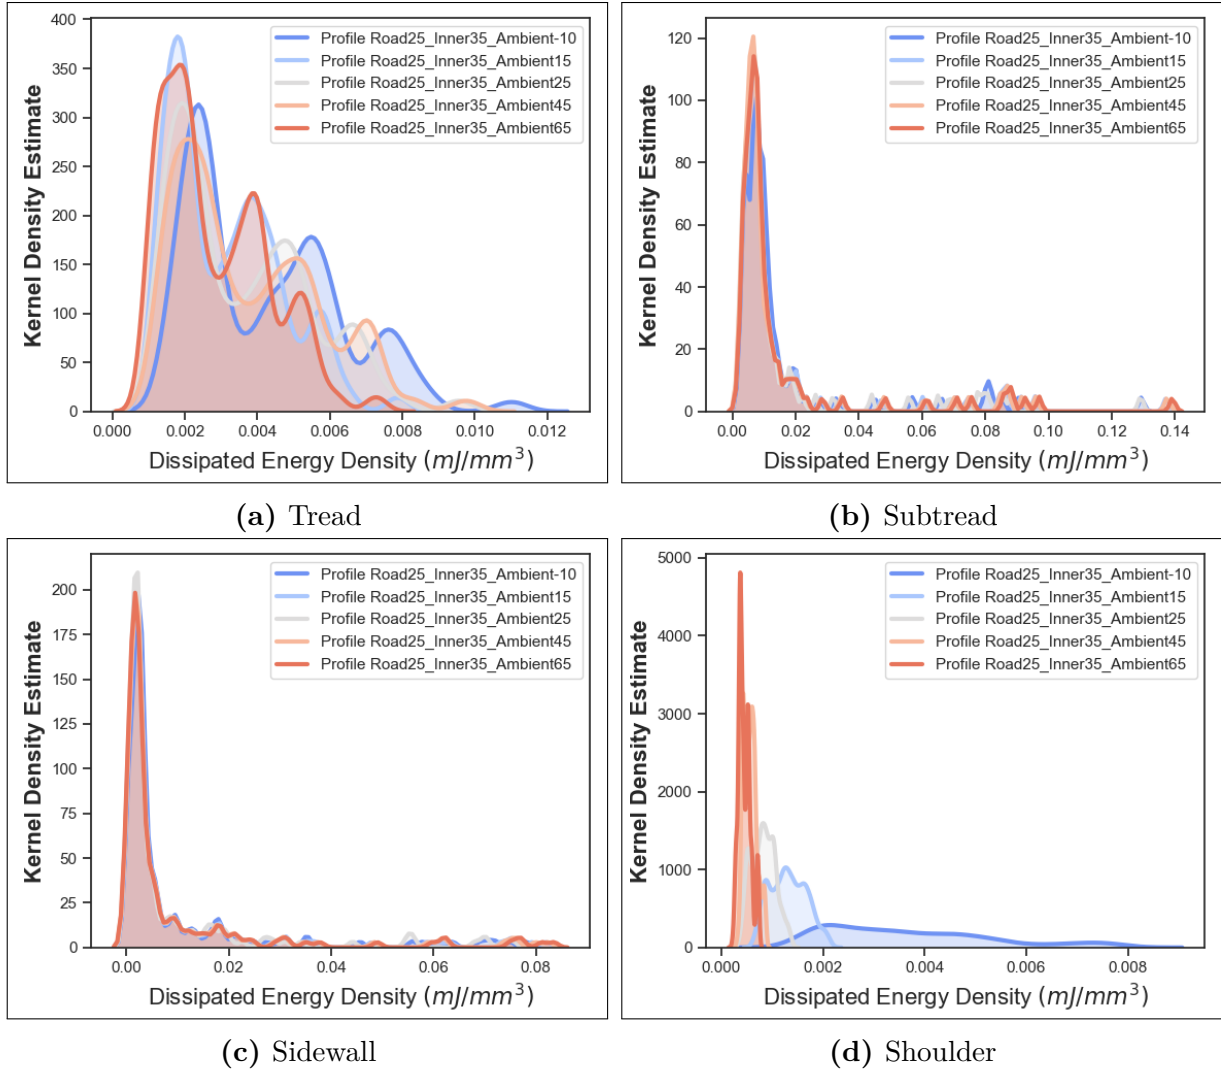 400
350
300
250
200
150
100
50
0
Kernel Density Estimate
Profile Road25_Inner35_Ambient-10
Profile Road25_Inner35_Ambient15
Profile Road25_Inner35_Ambient25
Profile Road25_Inner35_Ambient45
Profile Road25_Inner35_Ambient65
0.000 0.002 0.004 0.006 0.008 0.010 0.012
Dissipated Energy Density (mJ/mm³)
(a) Tread
120
100
80
60
40
20
0
Kernel Density Estimate
Profile Road25_Inner35_Ambient-10
Profile Road25_Inner35_Ambient15
Profile Road25_Inner35_Ambient25
Profile Road25_Inner35_Ambient45
Profile Road25_Inner35_Ambient65
0.00 0.02 0.04 0.06 0.08 0.10 0.12 0.14
Dissipated Energy Density (mJ/mm³)
(b) Subtread
200
175
150
125
100
75
50
25
0
Kernel Density Estimate
Profile Road25_Inner35_Ambient-10
Profile Road25_Inner35_Ambient15
Profile Road25_Inner35_Ambient25
Profile Road25_Inner35_Ambient45
Profile Road25_Inner35_Ambient65
0.00 0.02 0.04 0.06 0.08
Dissipated Energy Density (mJ/mm³)
(c) Sidewall
5000
4000
3000
2000
1000
0
Kernel Density Estimate
Profile Road25_Inner35_Ambient-10
Profile Road25_Inner35_Ambient15
Profile Road25_Inner35_Ambient25
Profile Road25_Inner35_Ambient45
Profile Road25_Inner35_Ambient65
0.000 0.002 0.004 0.006 0.008
Dissipated Energy Density (mJ/mm³)
(d) Shoulder